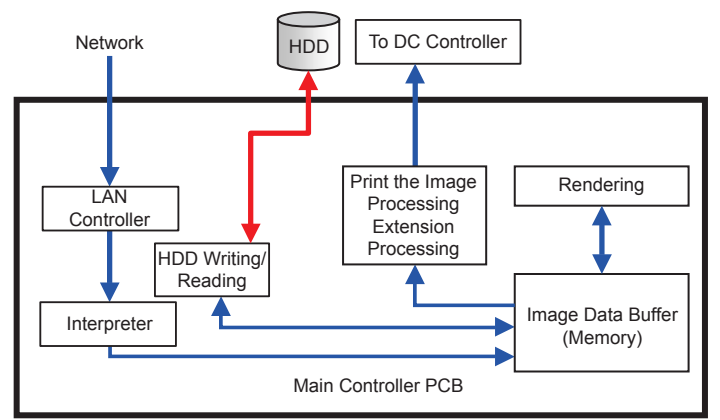 Network
HDD
To DC Controller
LAN
Controller
Print the Image
Processing
Extension
Processing
Rendering
HDD Writing/
Reading
Interpreter
Image Data Buffer
(Memory)
Main Controller PCB